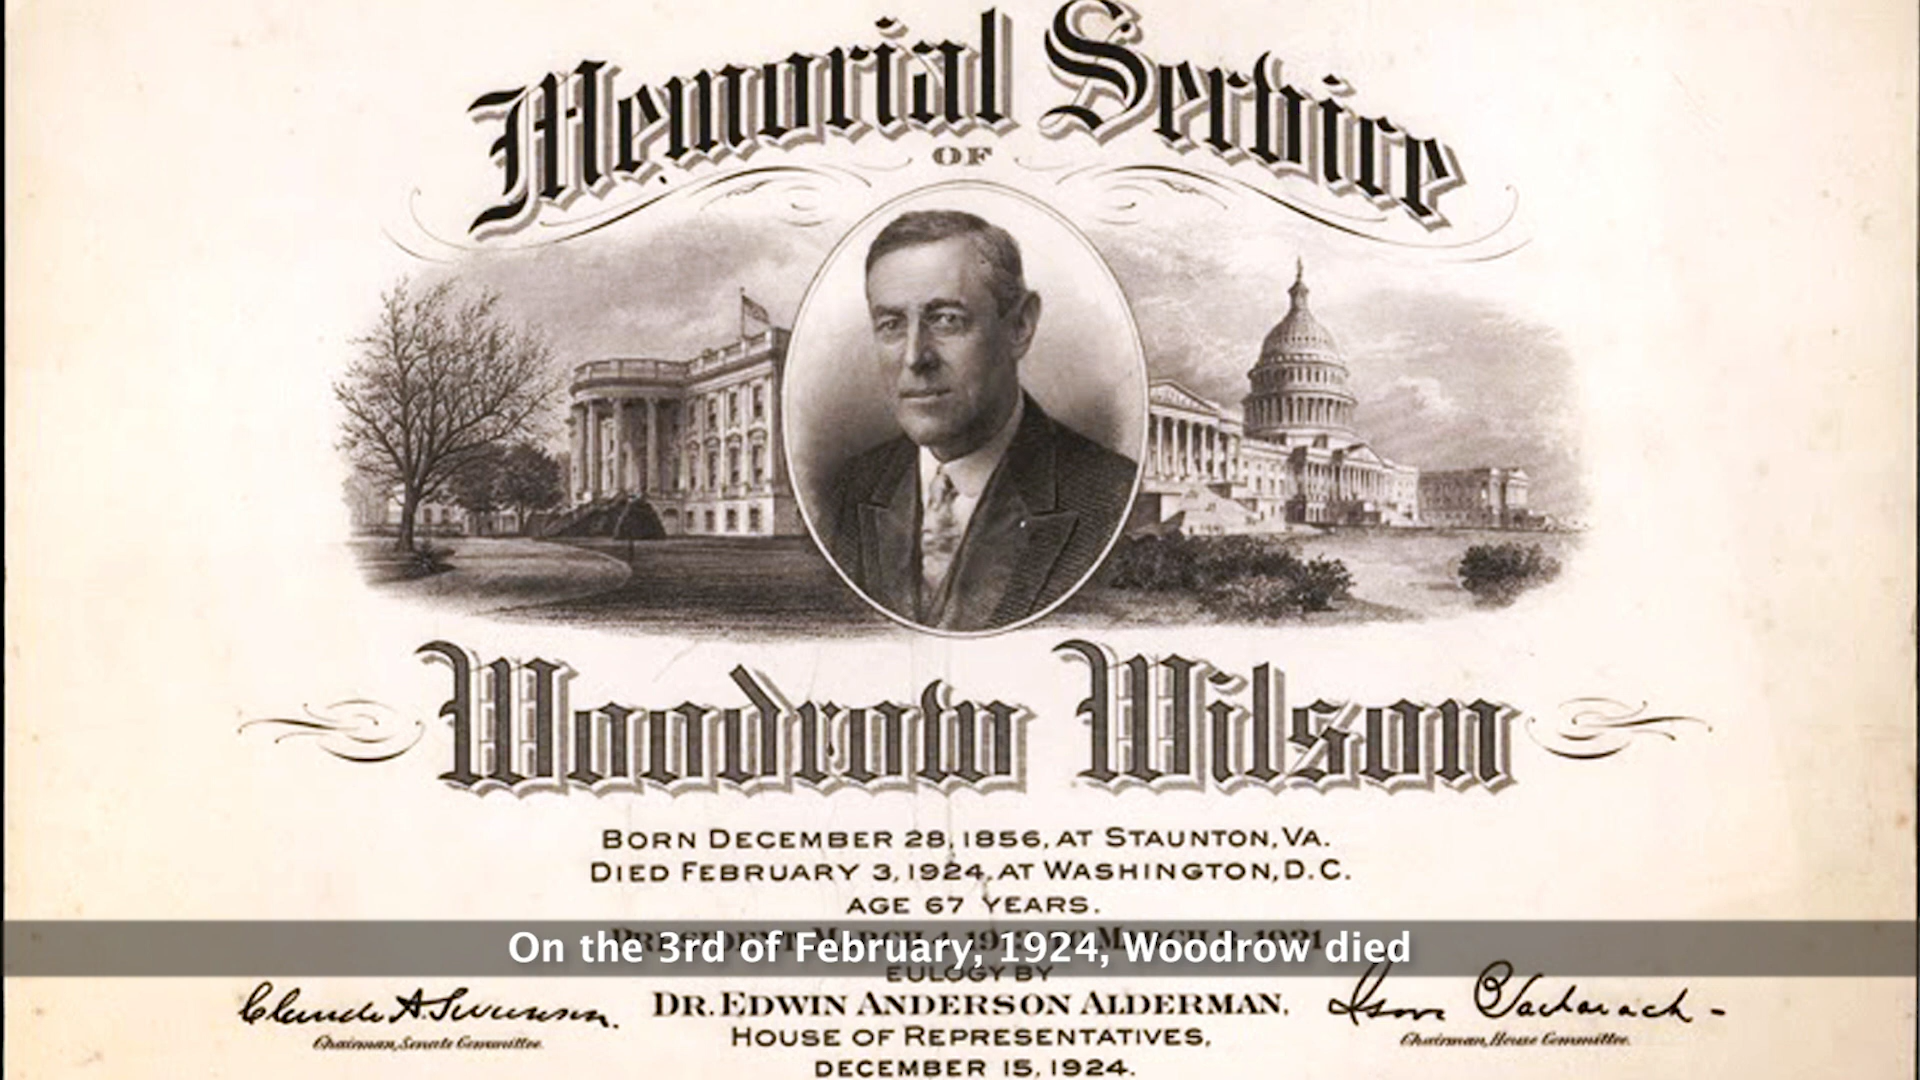 Memorial Service
OF
Woodrow Wilson
BORN DECEMBER 28, 1856, AT STAUNTON, VA.
DIED FEBRUARY 3, 1924, AT WASHINGTON, D.C.
AGE 67 YEARS.
On the 3rd of February, 1924, Woodrow died
EULOGY BY
DR. EDWIN ANDERSON ALDERMAN,
HOUSE OF REPRESENTATIVES,
DECEMBER 15, 1924.
Claude A. Swanson.
Chairman, Senate Committee.
Isaac Bacharach
Chairman, House Committee.